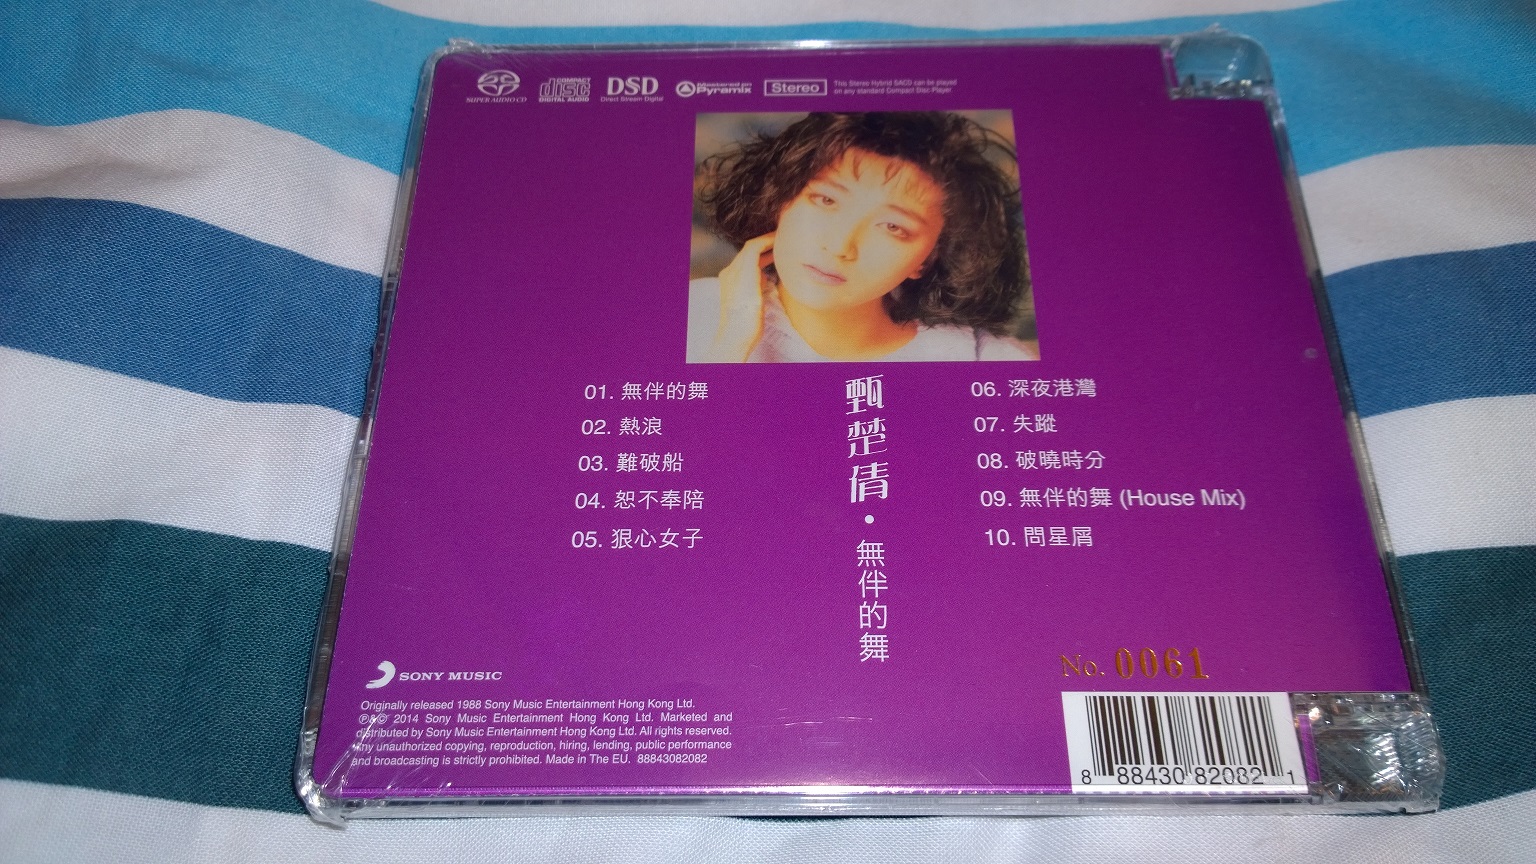 SUPER AUDIO CD
COMPACT
disc
DIGITAL AUDIO
DSD
Direct Stream Digital
Mastered on
Pyramix
Stereo
This Stereo Hybrid SACD can be played
on any standard Compact Disc Player
01. 無伴的舞
02. 熱浪
03. 難破船
04. 恕不奉陪
05. 狠心女子
甄楚倩・無伴的舞
06. 深夜港灣
07. 失蹤
08. 破曉時分
09. 無伴的舞 (House Mix)
10. 問星屑
SONY MUSIC
Originally released 1988 Sony Music Entertainment Hong Kong Ltd.
℗&© 2014 Sony Music Entertainment Hong Kong Ltd. Marketed and
distributed by Sony Music Entertainment Hong Kong Ltd. All rights reserved.
Any unauthorized copying, reproduction, hiring, lending, public performance
and broadcasting is strictly prohibited. Made in The EU. 88843082082
No. 0061
8 88430 82082 1